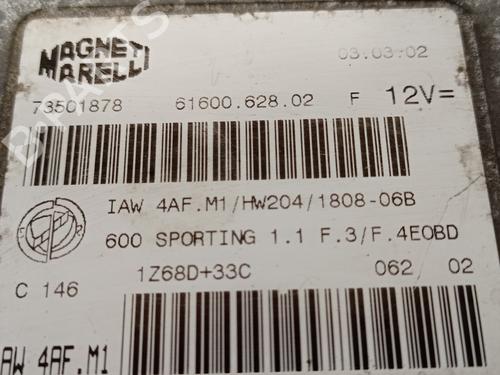 MAGNETI MARELLI
03.03.02
73501878 61600.628.02 F 12V=
IAW 4AF.M1/HW204/1808-06B
600 SPORTING 1.1 F.3/F.4EOBD
1Z68D+33C 062 02
C 146
AW 4AF.M1